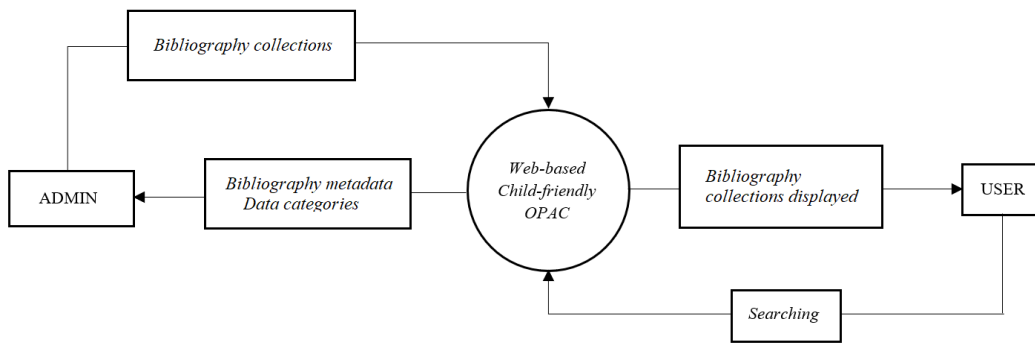 Bibliography collections
ADMIN
Bibliography metadata
Data categories
Web-based
Child-friendly
OPAC
Bibliography
collections displayed
USER
Searching